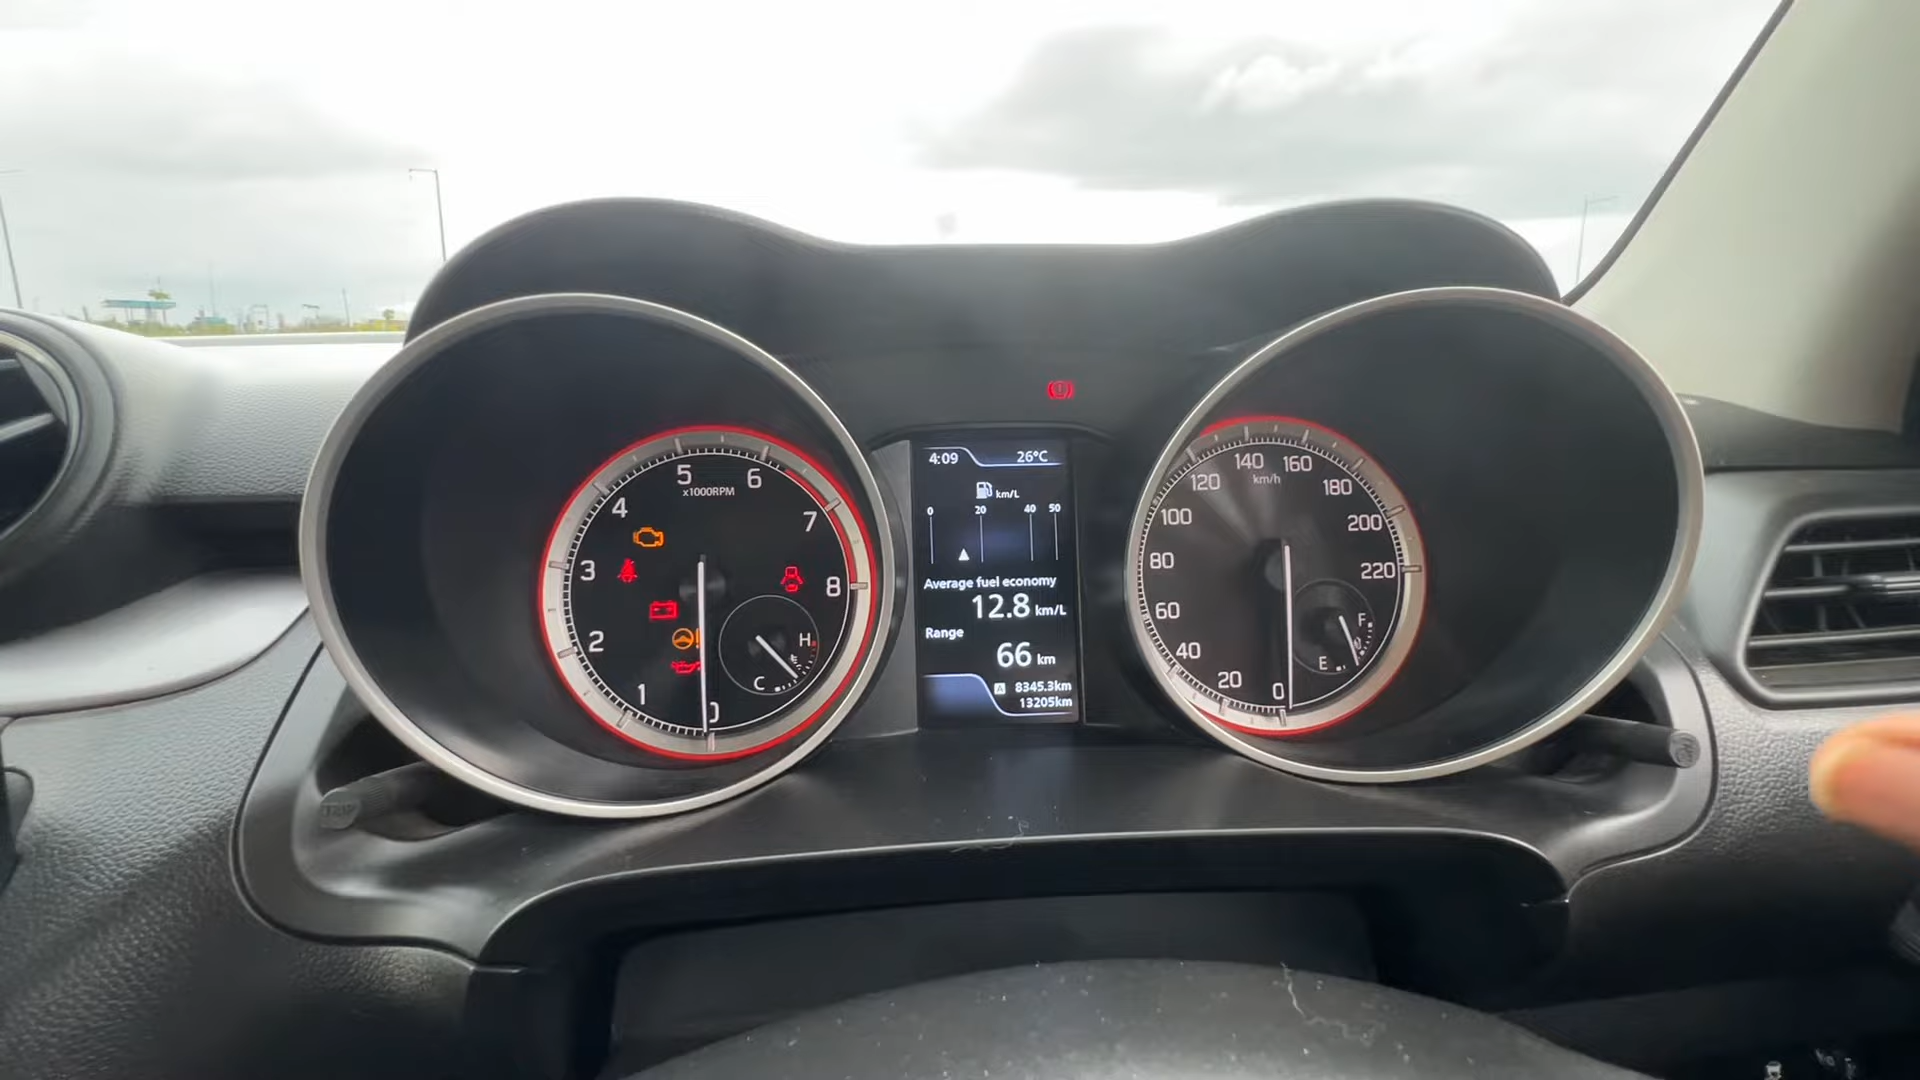 4:09 26°C
km/L
0 20 40 50
Average fuel economy
12.8 km/L
Range
66 km
A 8345.3km
13205km
x1000RPM
0 1 2 3 4 5 6 7 8
C H
km/h
0 20 40 60 80 100 120 140 160 180 200 220
E F